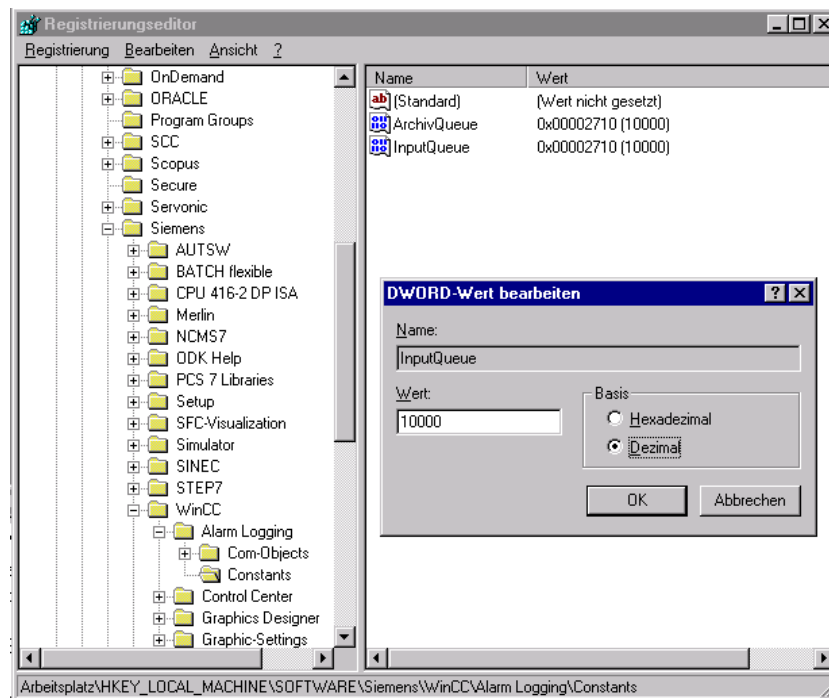 Registrierungseditor
Registrierung Bearbeiten Ansicht ?
OnDemand
ORACLE
Program Groups
SCC
Scopus
Secure
Servonic
Siemens
AUTSW
BATCH flexible
CPU 416-2 DP ISA
Merlin
NCMS7
ODK Help
PCS 7 Libraries
Setup
SFC-Visualization
Simulator
SINEC
STEP7
WinCC
Alarm Logging
Com-Objects
Constants
Control Center
Graphics Designer
Graphic-Settings
Name Wert
(Standard) (Wert nicht gesetzt)
ArchivQueue 0x00002710 (10000)
InputQueue 0x00002710 (10000)
DWORD-Wert bearbeiten
Name:
InputQueue
Wert:
10000
Basis
Hexadezimal
Dezimal
OK Abbrechen
Arbeitsplatz\HKEY_LOCAL_MACHINE\SOFTWARE\Siemens\WinCC\Alarm Logging\Constants